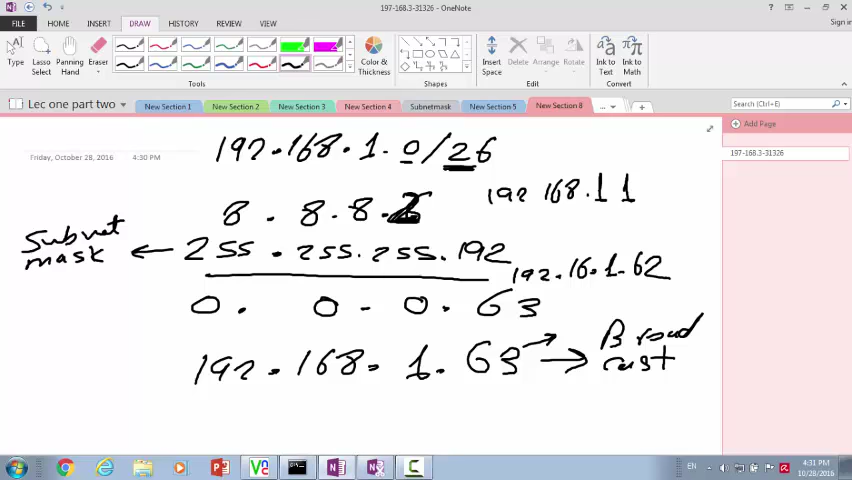 197-168.3-31326 - OneNote
Sign in
FILE HOME INSERT DRAW HISTORY REVIEW VIEW
Type
Lasso Select
Panning Hand
Eraser
Color & Thickness
Insert Space
Delete
Arrange
Rotate
Ink to Text
Ink to Math
Tools
Shapes
Edit
Convert
Lec one part two
New Section 1
New Section 2
New Section 3
New Section 4
Subnetmask
New Section 5
New Section 8
Search (Ctrl+E)
Add Page
197-168-3-31326
Friday, October 28, 2016 4:30 PM
192.168.1.0/26
192 168.1 1
8 . 8.8.2
Subnet mask ← 255 . 255.255.192
192.16.1.62
0. 0. 0. 63
192.168.1.63 → Broad cast
EN
4:31 PM
10/28/2016